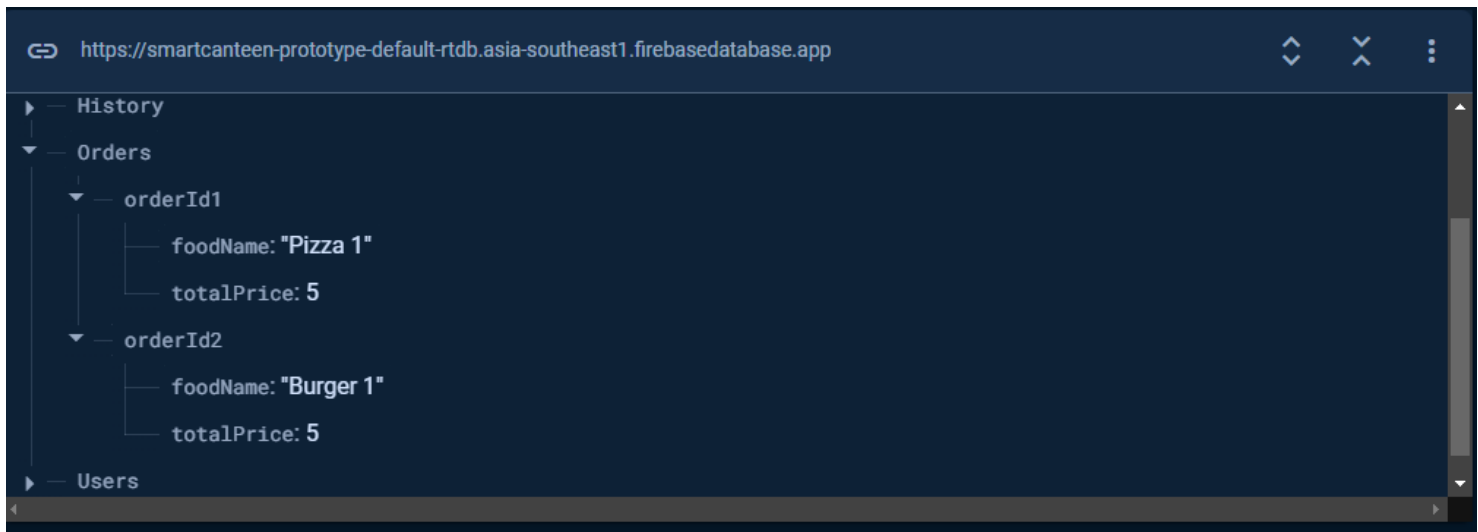 https://smartcanteen-prototype-default-rtdb.asia-southeast1.firebasedatabase.app
History
Orders
orderId1
foodName: "Pizza 1"
totalPrice: 5
orderId2
foodName: "Burger 1"
totalPrice: 5
Users